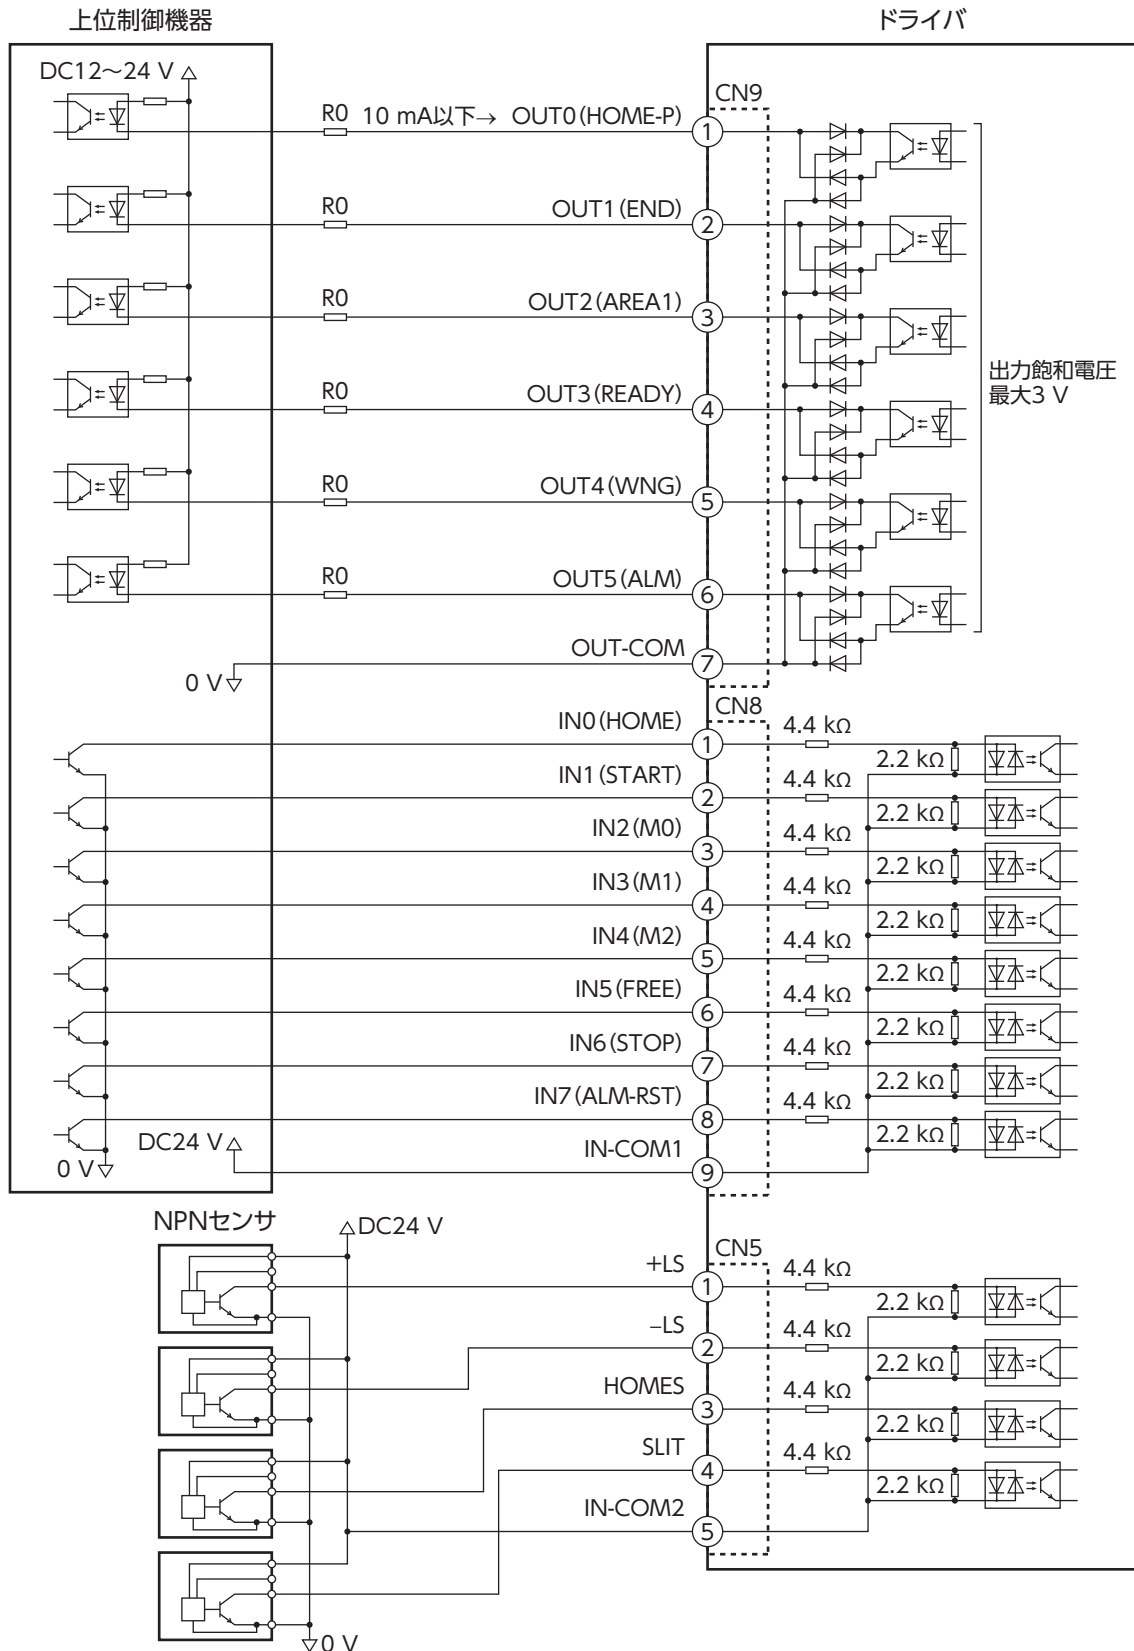 上位制御機器
ドライバ
DC12～24 V
CN9
R0 10 mA以下→ OUT0(HOME-P) 1
R0 OUT1(END) 2
R0 OUT2(AREA1) 3
出力飽和電圧
最大3 V
R0 OUT3(READY) 4
R0 OUT4(WNG) 5
R0 OUT5(ALM) 6
OUT-COM 7
0 V
CN8
IN0(HOME) 1 4.4 kΩ
2.2 kΩ
IN1(START) 2 4.4 kΩ
2.2 kΩ
IN2(M0) 3 4.4 kΩ
2.2 kΩ
IN3(M1) 4 4.4 kΩ
2.2 kΩ
IN4(M2) 5 4.4 kΩ
2.2 kΩ
IN5(FREE) 6 4.4 kΩ
2.2 kΩ
IN6(STOP) 7 4.4 kΩ
2.2 kΩ
IN7(ALM-RST) 8 4.4 kΩ
2.2 kΩ
DC24 V
IN-COM1 9
0 V
NPNセンサ
DC24 V
CN5
+LS 1 4.4 kΩ
2.2 kΩ
–LS 2 4.4 kΩ
2.2 kΩ
HOMES 3 4.4 kΩ
2.2 kΩ
SLIT 4 4.4 kΩ
2.2 kΩ
IN-COM2 5
0 V